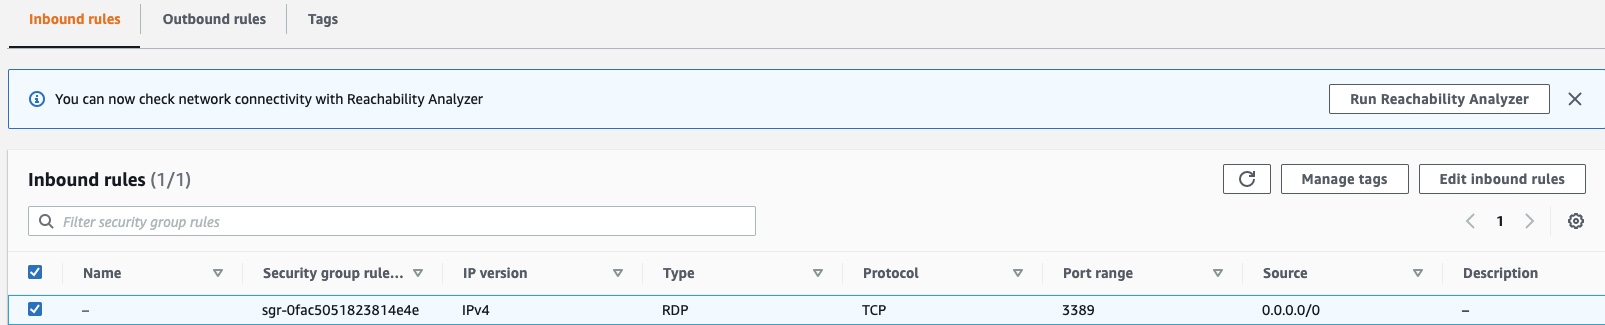 Inbound rules Outbound rules Tags
You can now check network connectivity with Reachability Analyzer Run Reachability Analyzer
Inbound rules (1/1) Manage tags Edit inbound rules
Filter security group rules 1
Name Security group rule... IP version Type Protocol Port range Source Description
– sgr-0fac5051823814e4e IPv4 RDP TCP 3389 0.0.0.0/0 –